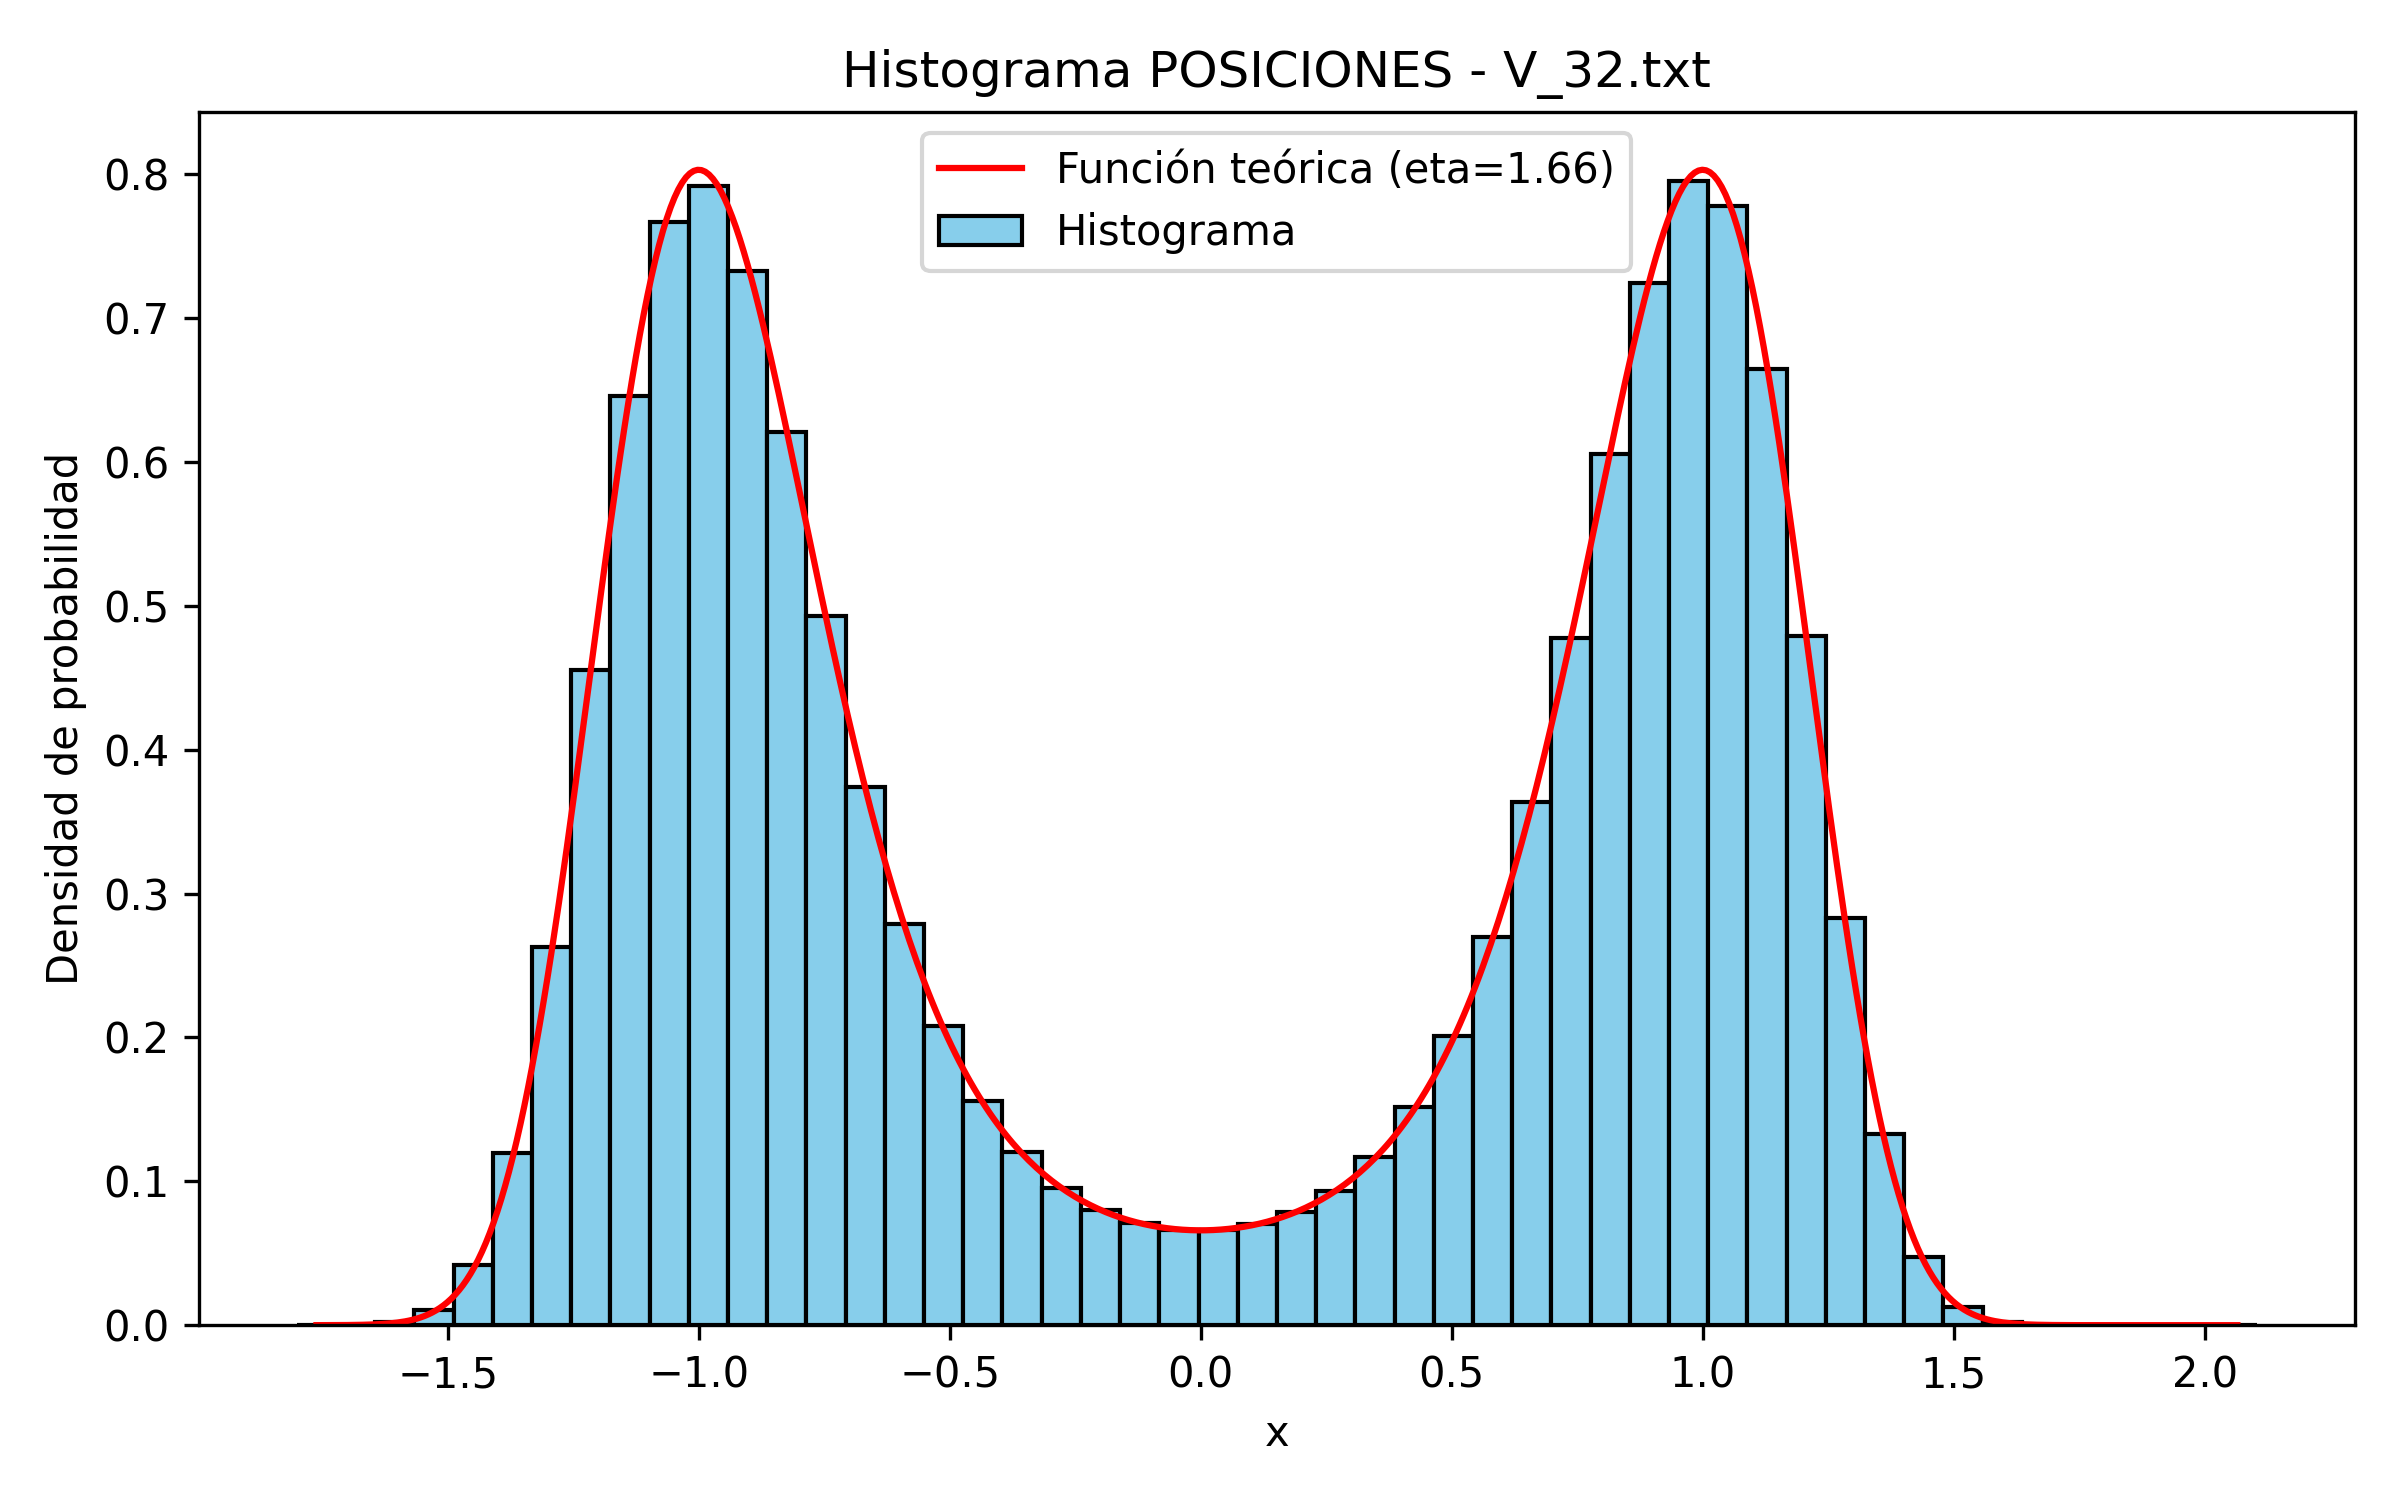 Histograma POSICIONES - V_32.txt
Función teórica (eta=1.66)
Histograma
Densidad de probabilidad
0.8
0.7
0.6
0.5
0.4
0.3
0.2
0.1
0.0
−1.5 −1.0 −0.5 0.0 0.5 1.0 1.5 2.0
x